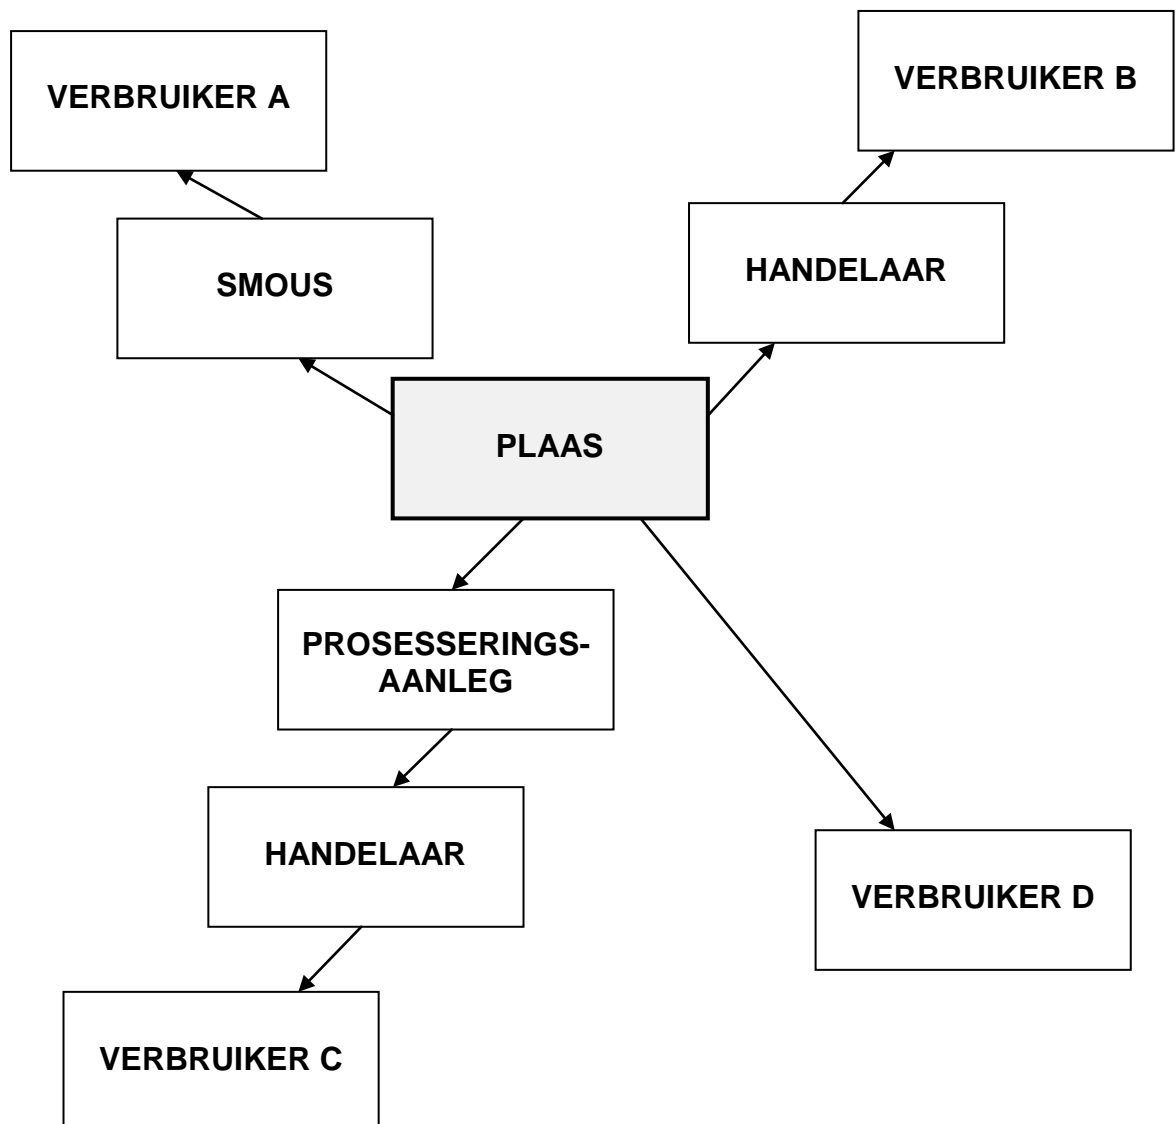 VERBRUIKER A
VERBRUIKER B
SMOUS
HANDELAAR
PLAAS
PROSESSERINGS-
AANLEG
HANDELAAR
VERBRUIKER D
VERBRUIKER C